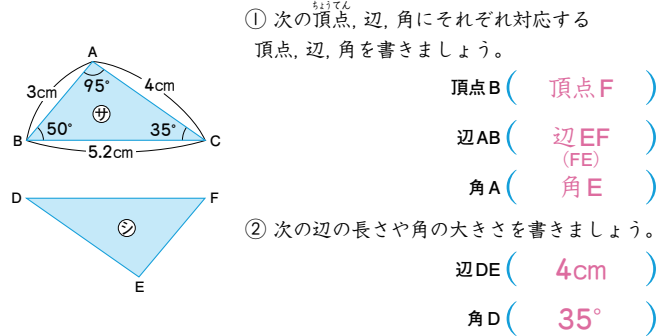 ① 次の頂点, 辺, 角にそれぞれ対応する
ちょうてん
頂点, 辺, 角を書きましょう。
頂点B ( 頂点F )
辺AB ( 辺EF )
(FE)
角A ( 角E )
② 次の辺の長さや角の大きさを書きましょう。
辺DE ( 4cm )
角D ( 35° )
A
3cm
95°
4cm
㋚
B
50°
35°
C
5.2cm
D
F
㋛
E